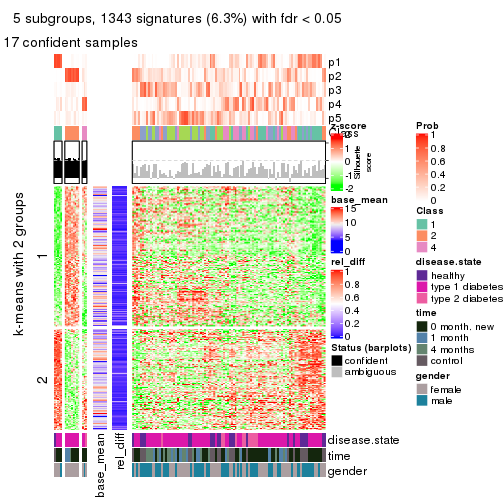 5 subgroups, 1343 signatures (6.3%) with fdr < 0.05
17 confident samples
p1
p2
p3
p4
p5
Class
k-means with 2 groups
1
2
base_mean
rel_diff
Silhouette
score
disease.state
time
gender
z-score
2
0
-2
base_mean
15
10
5
0
rel_diff
1
0.8
0.6
0.4
0.2
0
Status (barplots)
confident
ambiguous
Prob
1
0.8
0.6
0.4
0.2
0
Class
1
2
4
disease.state
healthy
type 1 diabetes
type 2 diabetes
time
0 month, new
1 month
4 months
control
gender
female
male